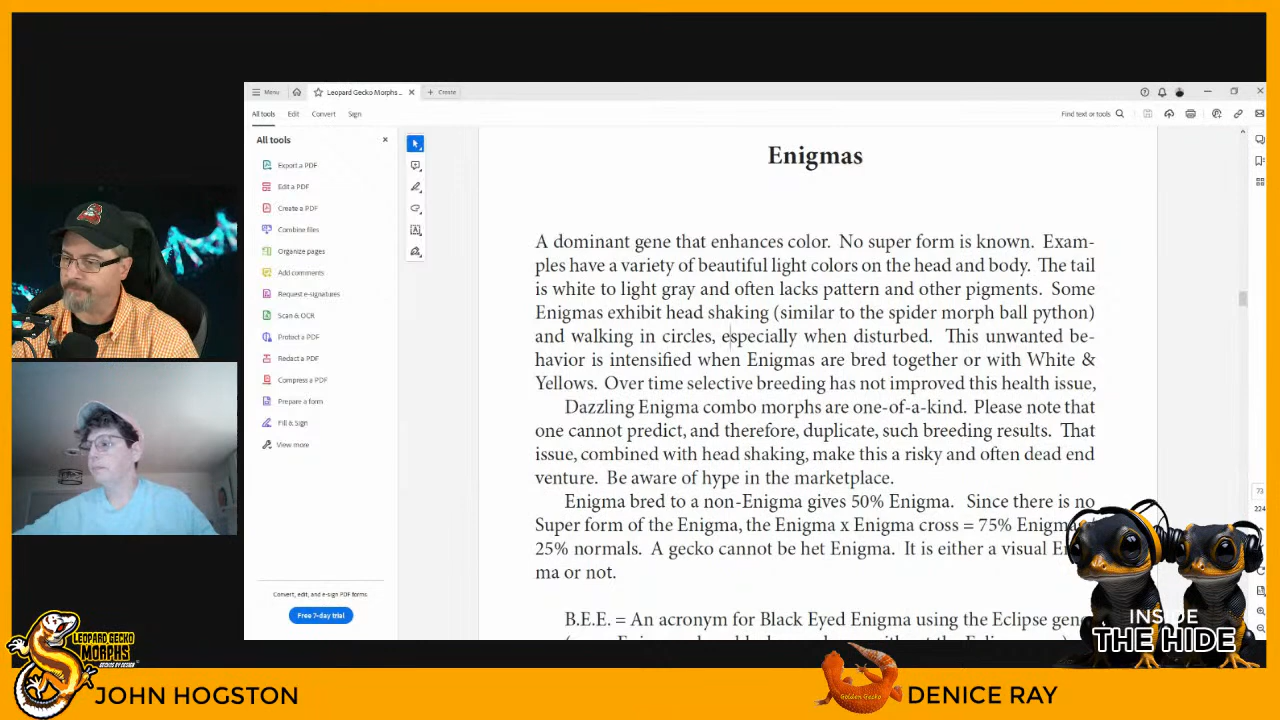 Menu
Leopard Gecko Morphs ...
Create
All tools
Edit
Convert
Sign
Find text or tools
All tools
Export a PDF
Edit a PDF
Create a PDF
Combine files
Organize pages
Add comments
Request e-signatures
Scan & OCR
Protect a PDF
Redact a PDF
Compress a PDF
Prepare a form
Fill & Sign
View more
Convert, edit, and e-sign PDF forms.
Free 7-day trial
Enigmas
A dominant gene that enhances color. No super form is known. Exam-
ples have a variety of beautiful light colors on the head and body. The tail
is white to light gray and often lacks pattern and other pigments. Some
Enigmas exhibit head shaking (similar to the spider morph ball python)
and walking in circles, especially when disturbed. This unwanted be-
havior is intensified when Enigmas are bred together or with White &
Yellows. Over time selective breeding has not improved this health issue,
Dazzling Enigma combo morphs are one-of-a-kind. Please note that
one cannot predict, and therefore, duplicate, such breeding results. That
issue, combined with head shaking, make this a risky and often dead end
venture. Be aware of hype in the marketplace.
Enigma bred to a non-Enigma gives 50% Enigma. Since there is no
Super form of the Enigma, the Enigma x Enigma cross = 75% Enigma
25% normals. A gecko cannot be het Enigma. It is either a visual
ma or not.
B.E.E. = An acronym for Black Eyed Enigma using the Eclipse gene
73
224
INSIDE
THE HIDE
LEOPARD GECKO
MORPHS
GECKOS BY DESIGN
JOHN HOGSTON
Golden Gecko
DENICE RAY